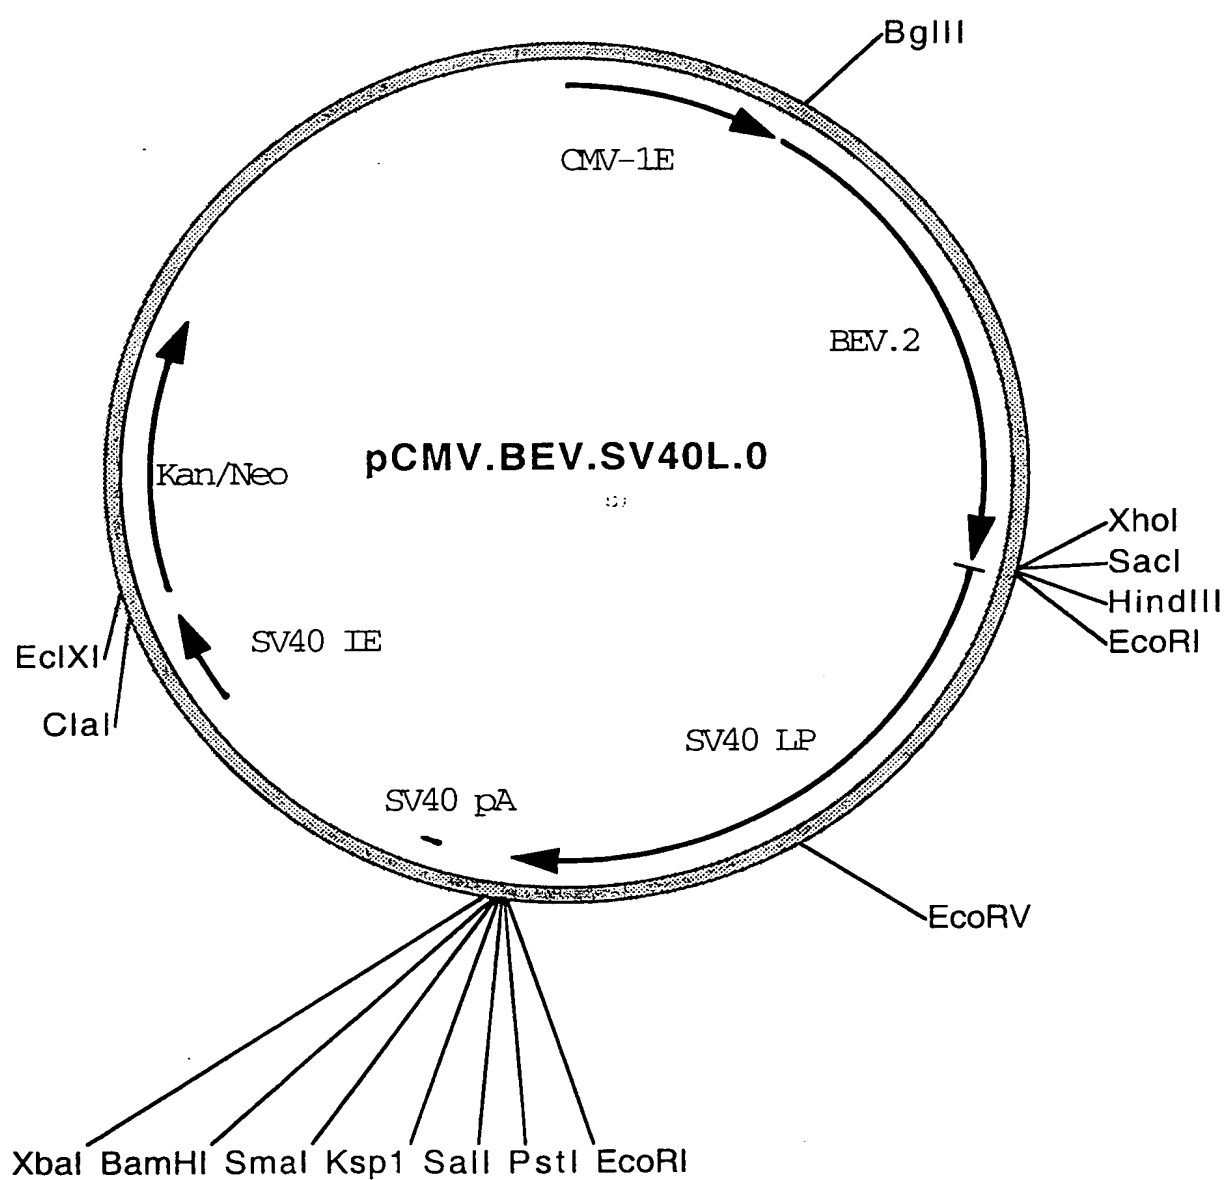 BglII
CMV-1E
BEV.2
pCMV.BEV.SV40L.0
Kan/Neo
XhoI
SacI
HindIII
EcoRI
SV40 IE
EclXI
ClaI
SV40 LP
SV40 pA
EcoRV
XbaI BamHI SmaI Ksp1 SalI PstI EcoRI